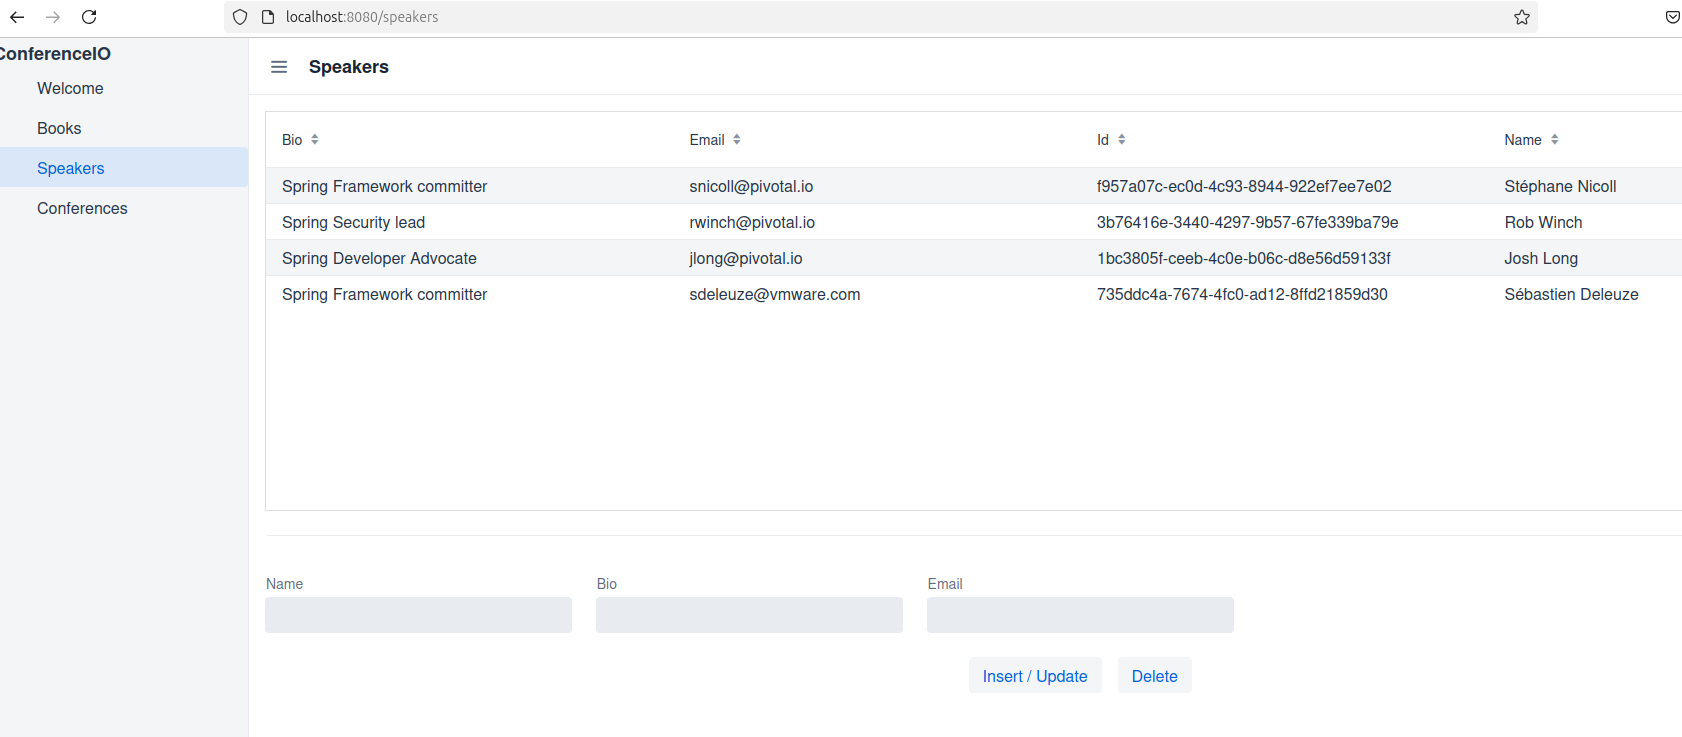 localhost:8080/speakers
ConferenceIO
Welcome
Books
Speakers
Conferences
Speakers
Bio Email Id Name
Spring Framework committer snicoll@pivotal.io f957a07c-ec0d-4c93-8944-922ef7ee7e02 Stéphane Nicoll
Spring Security lead rwinch@pivotal.io 3b76416e-3440-4297-9b57-67fe339ba79e Rob Winch
Spring Developer Advocate jlong@pivotal.io 1bc3805f-ceeb-4c0e-b06c-d8e56d59133f Josh Long
Spring Framework committer sdeleuze@vmware.com 735ddc4a-7674-4fc0-ad12-8ffd21859d30 Sébastien Deleuze
Name Bio Email
Insert / Update Delete